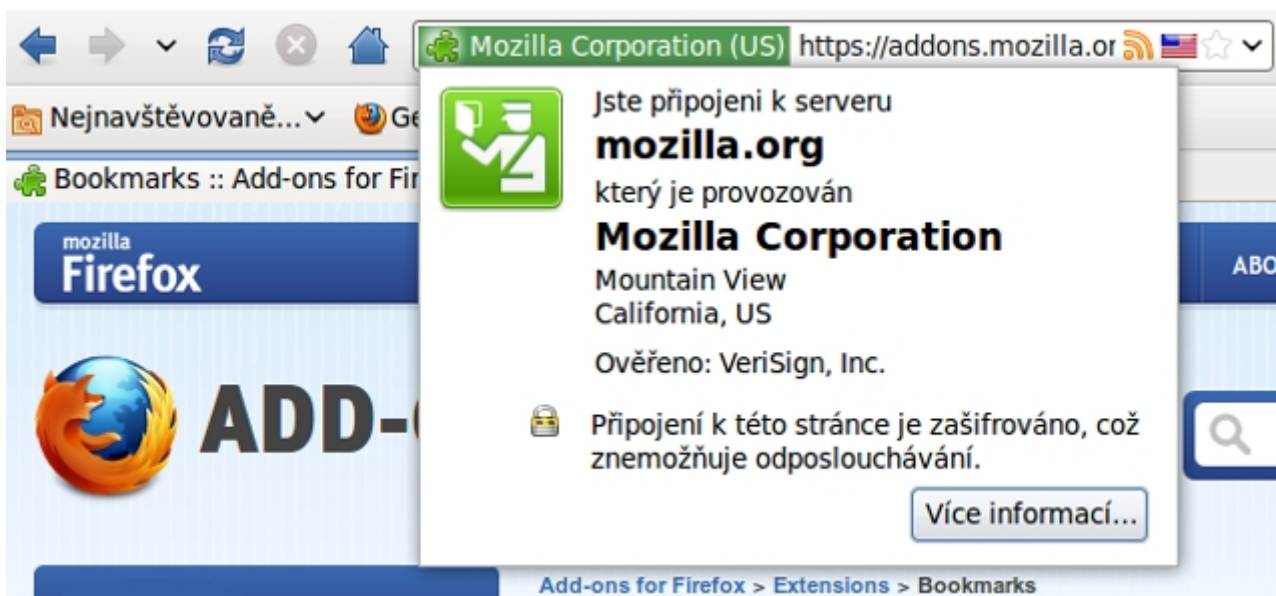 Mozilla Corporation (US) https://addons.mozilla.or
Nejnavštěvovaně...
Bookmarks :: Add-ons for Fir
Jste připojeni k serveru
mozilla.org
který je provozován
Mozilla Corporation
Mountain View
California, US
Ověřeno: VeriSign, Inc.
Připojení k této stránce je zašifrováno, což
znemožňuje odposlouchávání.
Více informací...
mozilla
Firefox
ABO
ADD-
Add-ons for Firefox > Extensions > Bookmarks